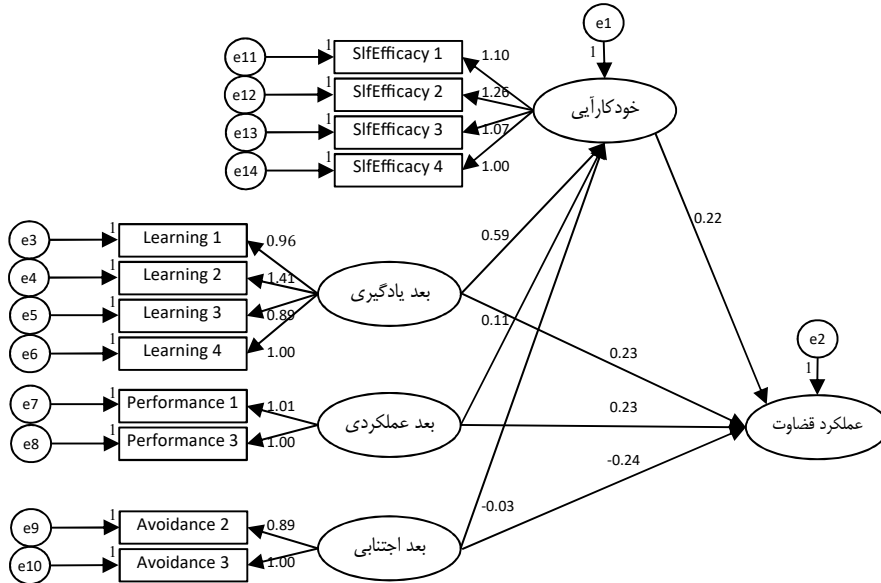 e1
1
e11
1
SlfEfficacy 1
1.10
e12
1
SlfEfficacy 2
1.26
خودکارآیی
e13
1
SlfEfficacy 3
1.07
e14
1
SlfEfficacy 4
1.00
0.22
e3
1
Learning 1
0.96
0.59
e4
1
Learning 2
1.41
بعد یادگیری
e5
1
Learning 3
0.89
0.11
e6
1
Learning 4
1.00
0.23
e2
1
e7
1
Performance 1
1.01
0.23
بعد عملکردی
عملکرد قضاوت
e8
1
Performance 3
1.00
-0.24
-0.03
e9
1
Avoidance 2
0.89
بعد اجتنابی
e10
1
Avoidance 3
1.00